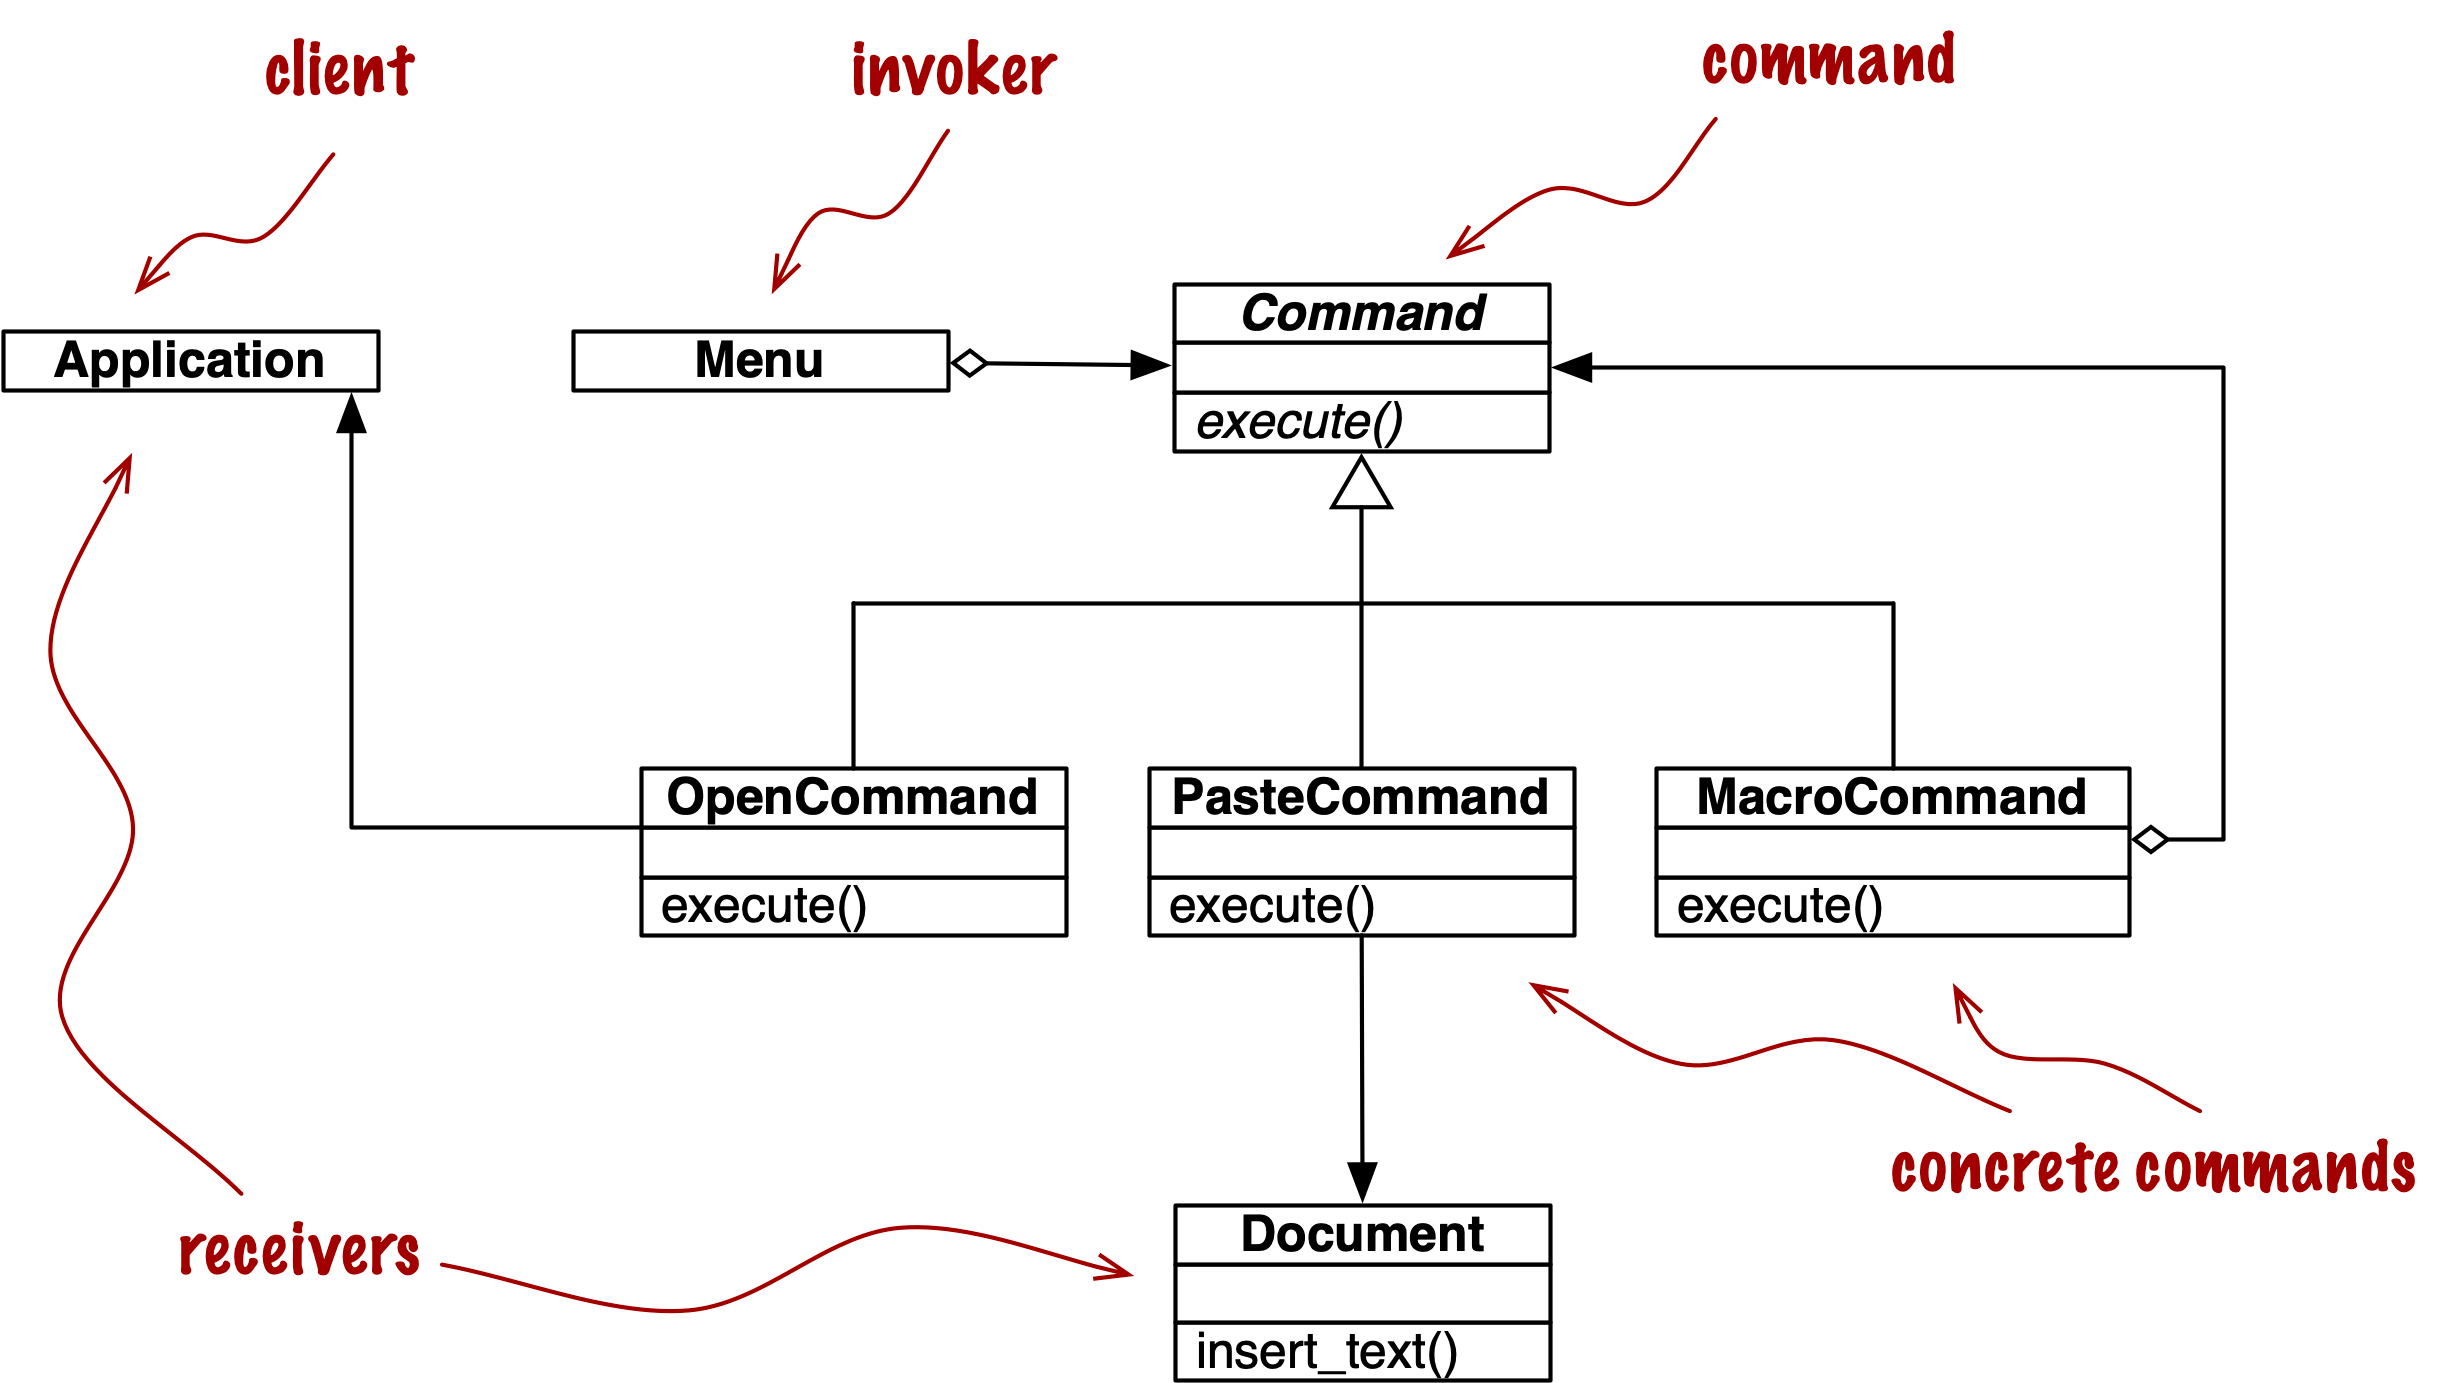 client
invoker
command
Application
Menu
Command
execute()
OpenCommand
execute()
PasteCommand
execute()
MacroCommand
execute()
concrete commands
receivers
Document
insert_text()